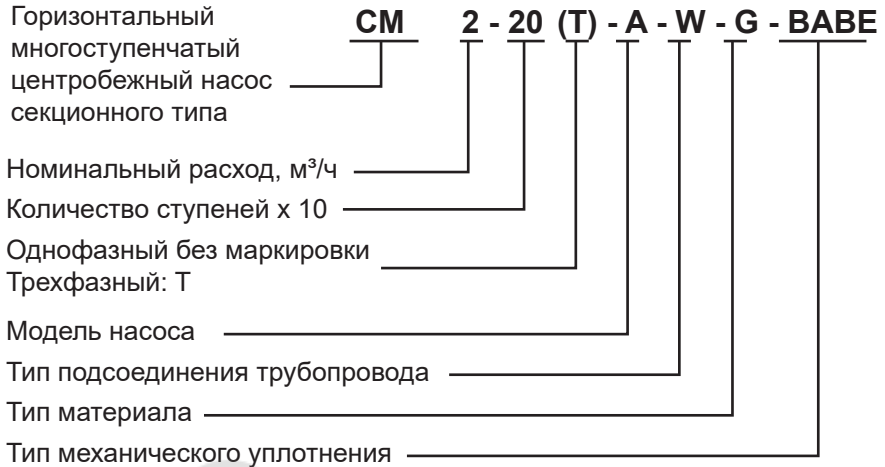 Горизонтальный
многоступенчатый
центробежный насос
секционного типа
СМ 2 - 20 (Т) - А - W - G - BABE
Номинальный расход, м³/ч
Количество ступеней х 10
Однофазный без маркировки
Трехфазный: Т
Модель насоса
Тип подсоединения трубопровода
Тип материала
Тип механического уплотнения